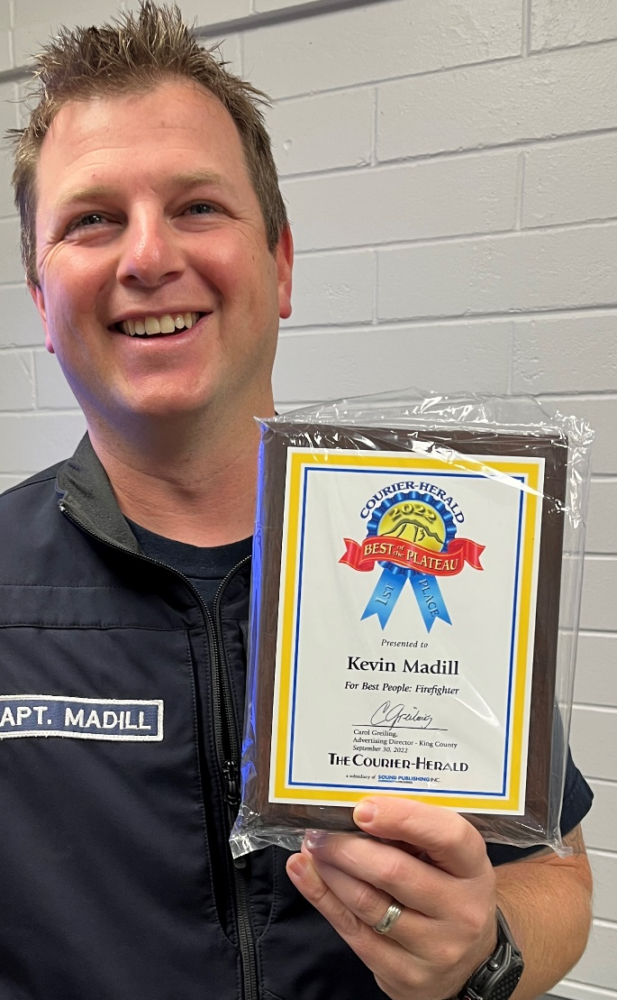 COURIER-HERALD
2022
BEST of the PLATEAU
1ST PLACE
Presented to
Kevin Madill
For Best People: Firefighter
CGreiling
Carol Greiling,
Advertising Director - King County
September 30, 2022
THE COURIER-HERALD
a subsidiary of SOUND PUBLISHING INC.
APT. MADILL